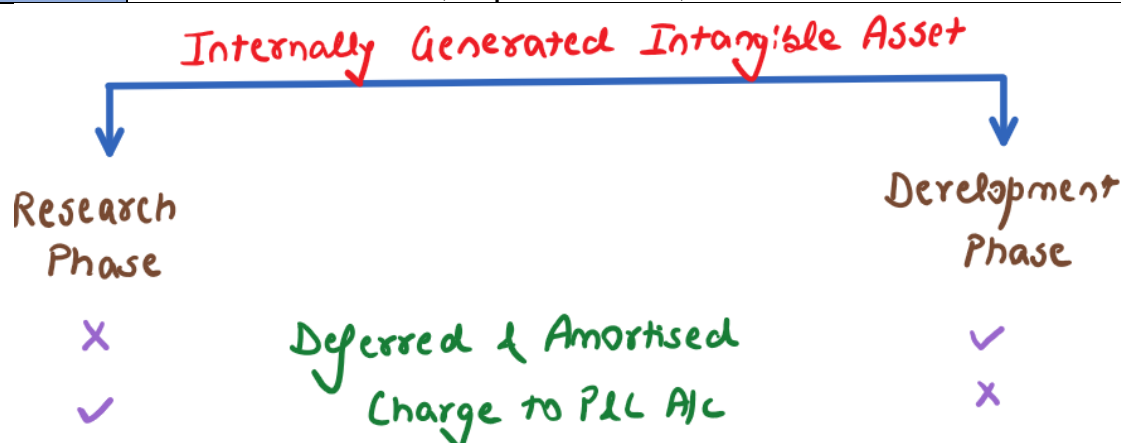 Internally Generated Intangible Asset
Research Phase
Development Phase
✗ Deferred & Amortised ✓
✓ Charge to P&L A/c ✗